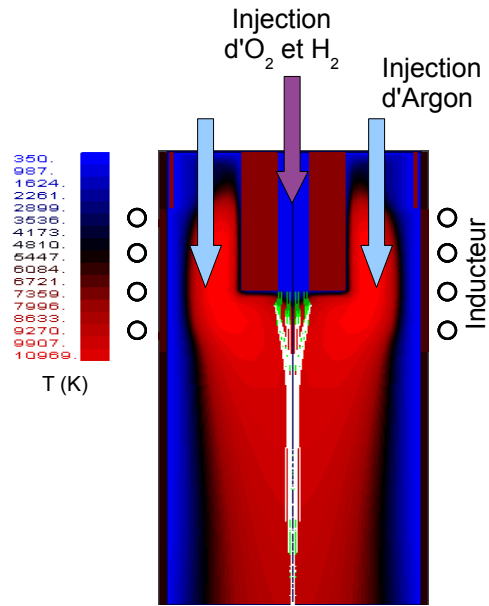 Injection
d'O2 et H2
Injection
d'Argon
350.
987.
1624.
2261.
2899.
3536.
4173.
4810.
5447.
6084.
6721.
7359.
7996.
8633.
9270.
9907.
10969.
T (K)
Inducteur